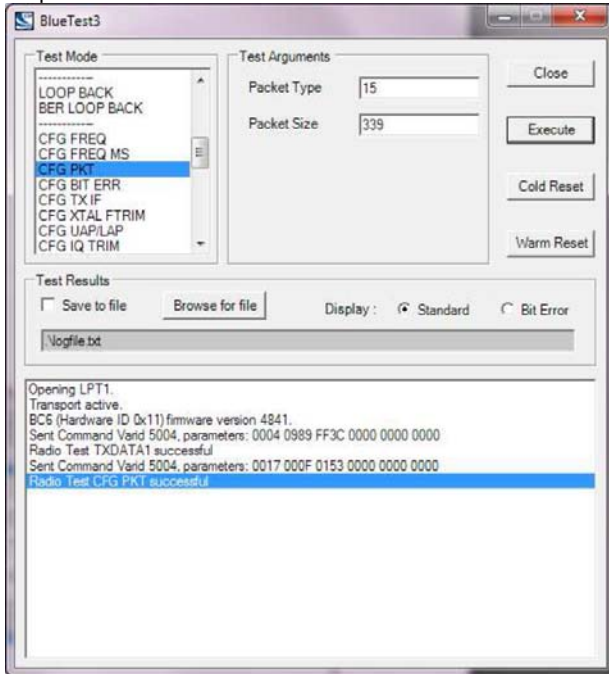 BlueTest3
Test Mode
-----------
LOOP BACK
BER LOOP BACK
-----------
CFG FREQ
CFG FREQ MS
CFG PKT
CFG BIT ERR
CFG TX IF
CFG XTAL FTRIM
CFG UAP/LAP
CFG IQ TRIM
Test Arguments
Packet Type 15
Packet Size 339
Close
Execute
Cold Reset
Warm Reset
Test Results
Save to file Browse for file Display : Standard Bit Error
.\logfile.txt
Opening LPT1.
Transport active.
BC6 (Hardware ID 0x11) firmware version 4841.
Sent Command Varid 5004, parameters: 0004 0989 FF3C 0000 0000 0000
Radio Test TXDATA1 successful
Sent Command Varid 5004, parameters: 0017 000F 0153 0000 0000 0000
Radio Test CFG PKT successful